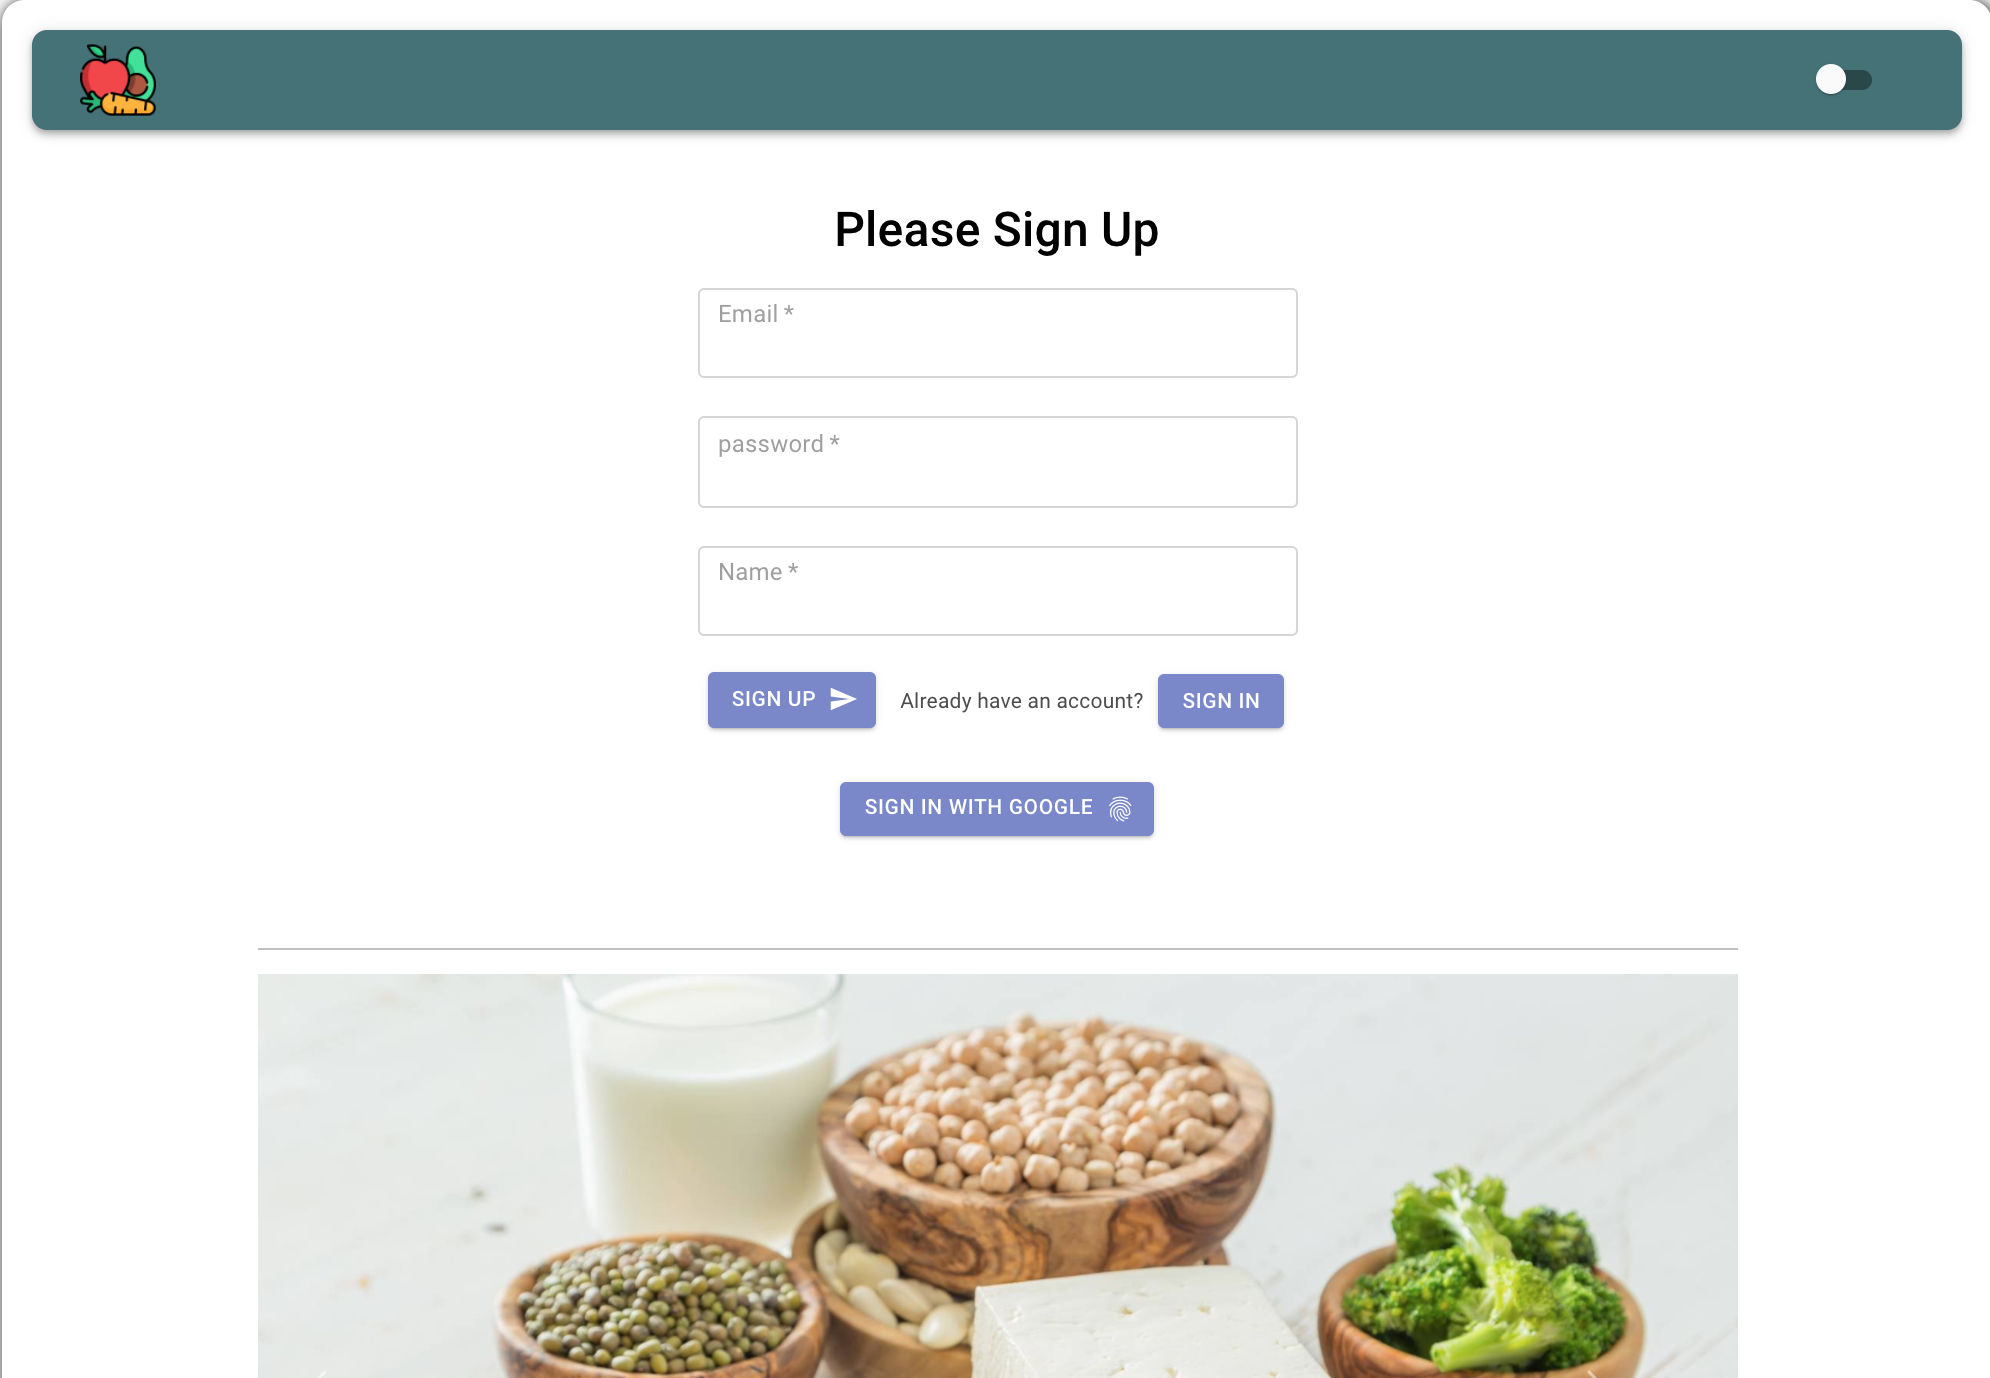 Please Sign Up
Email *
password *
Name *
SIGN UP
Already have an account?
SIGN IN
SIGN IN WITH GOOGLE